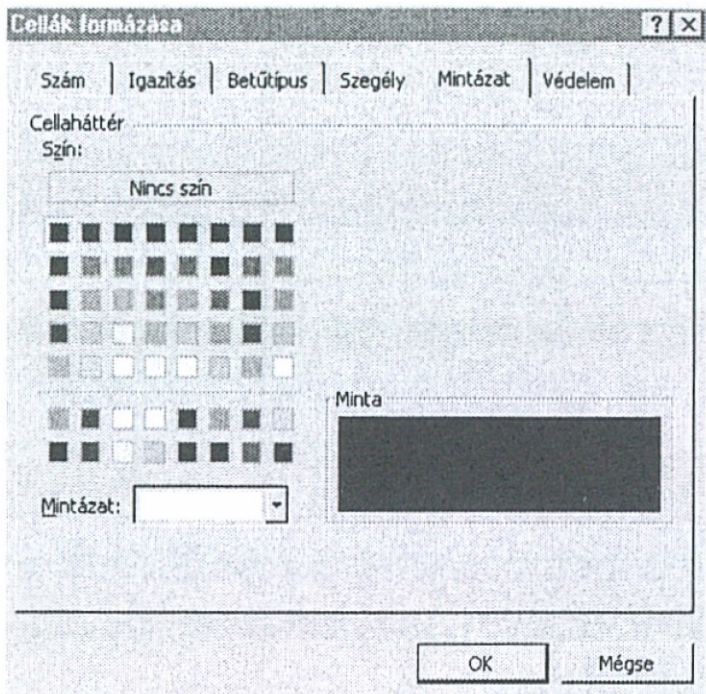 Cellák formázása
Szám Igazítás Betűtípus Szegély Mintázat Védelem
Cellaháttér
Szín:
Nincs szín
Minta
Mintázat:
OK Mégse